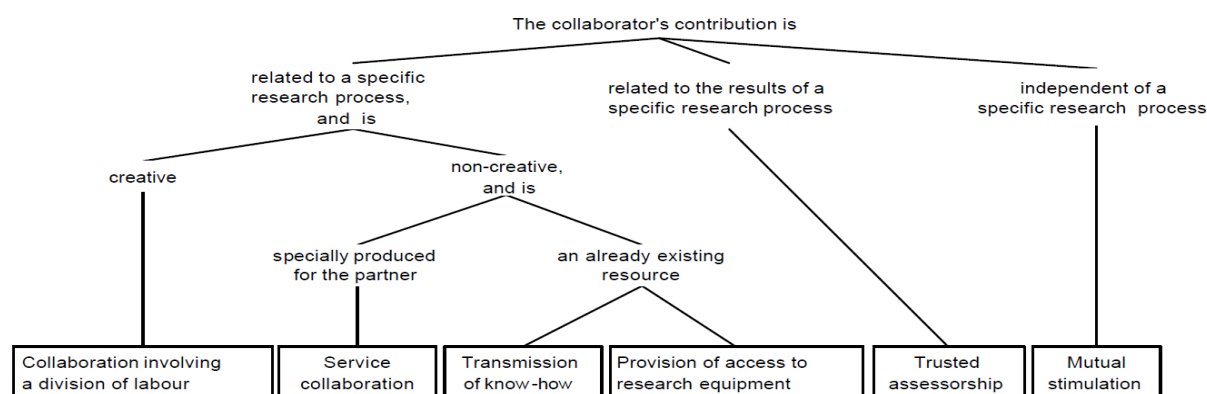 The collaborator's contribution is
related to a specific
research process,
and is
related to the results of a
specific research process
independent of a
specific research process
creative
non-creative,
and is
specially produced
for the partner
an already existing
resource
Collaboration involving
a division of labour
Service
collaboration
Transmission
of know-how
Provision of access to
research equipment
Trusted
assessorship
Mutual
stimulation